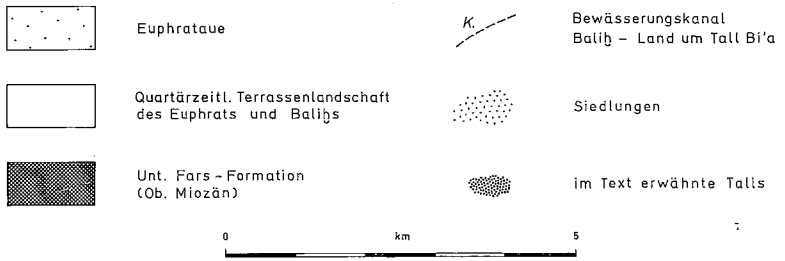 Euphrataue
Quartärzeitl. Terrassenlandschaft
des Euphrats und Baliḫs
Unt. Fars-Formation
(Ob. Miozän)
K.
Bewässerungskanal
Baliḫ - Land um Tall Bi'a
Siedlungen
im Text erwähnte Talls
0 km 5